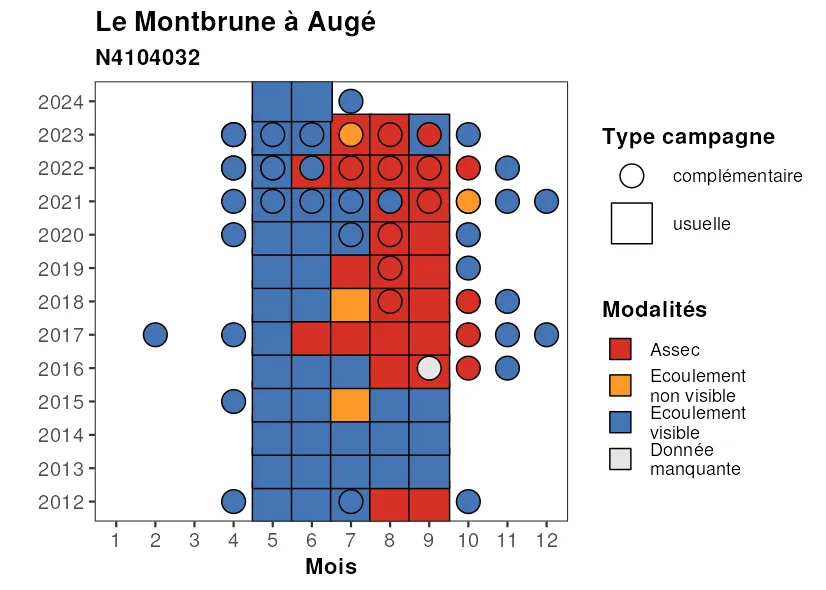 Le Montbrune à Augé
N4104032
2024
2023
2022
2021
2020
2019
2018
2017
2016
2015
2014
2013
2012
1 2 3 4 5 6 7 8 9 10 11 12
Mois
Type campagne
complémentaire
usuelle
Modalités
Assec
Ecoulement
non visible
Ecoulement
visible
Donnée
manquante